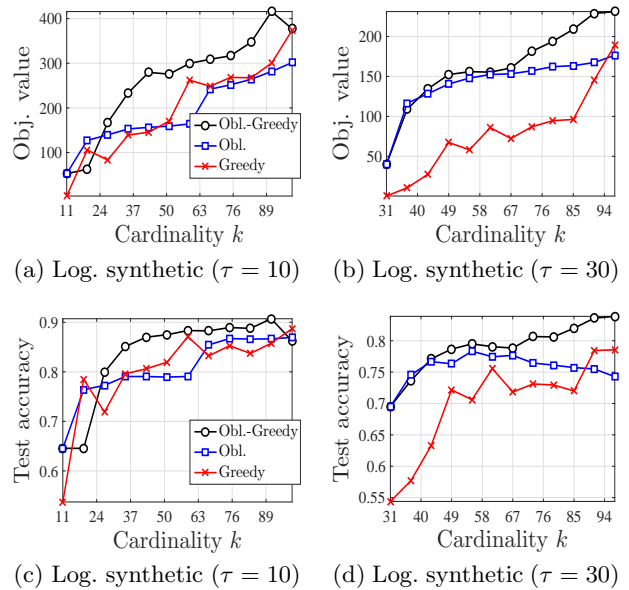 400
300
200
100
Obj. value
Obl.-Greedy
Obl.
Greedy
11 24 37 50 63 76 89
Cardinality k
(a) Log. synthetic (τ = 10)
200
150
100
50
Obj. value
31 40 49 58 67 76 85 94
Cardinality k
(b) Log. synthetic (τ = 30)
0.9
0.8
0.7
0.6
Test accuracy
Obl.-Greedy
Obl.
Greedy
11 24 37 50 63 76 89
Cardinality k
(c) Log. synthetic (τ = 10)
0.8
0.75
0.7
0.65
0.6
0.55
Test accuracy
31 40 49 58 67 76 85 94
Cardinality k
(d) Log. synthetic (τ = 30)